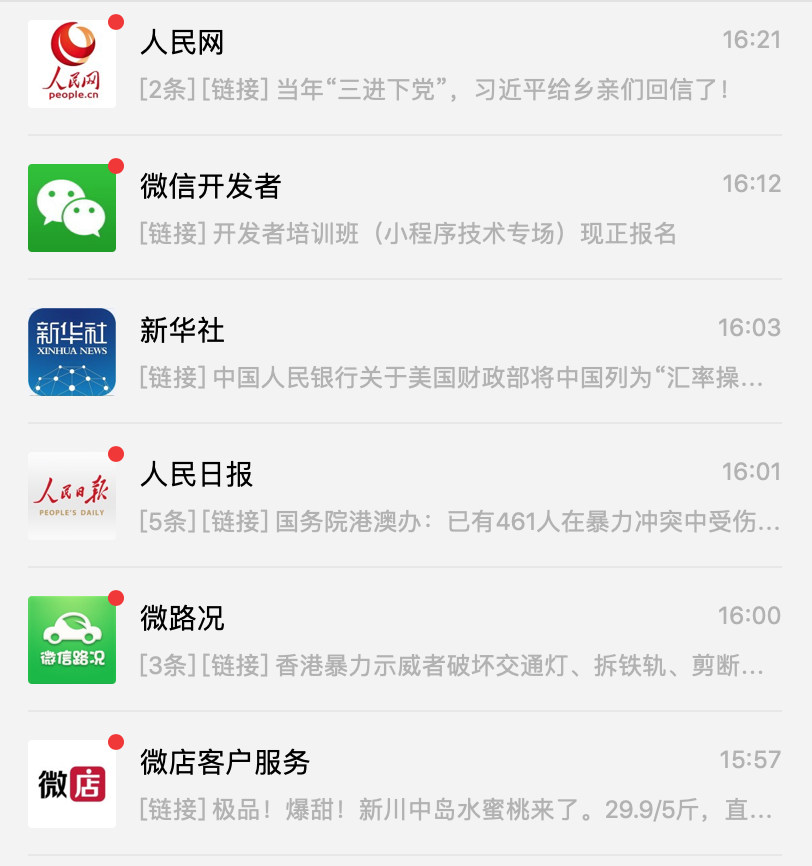 人民网 16:21
人民网
people.cn
[2条][链接] 当年“三进下党”，习近平给乡亲们回信了！
微信开发者 16:12
[链接] 开发者培训班（小程序技术专场）现正报名
新华社 16:03
新华社
XINHUA NEWS
[链接] 中国人民银行关于美国财政部将中国列为“汇率操...
人民日报 16:01
人民日报
PEOPLE'S DAILY
[5条][链接] 国务院港澳办：已有461人在暴力冲突中受伤...
微路况 16:00
微信路况
[3条][链接] 香港暴力示威者破坏交通灯、拆铁轨、剪断...
微店客户服务 15:57
微店
[链接] 极品！爆甜！新川中岛水蜜桃来了。29.9/5斤，直...